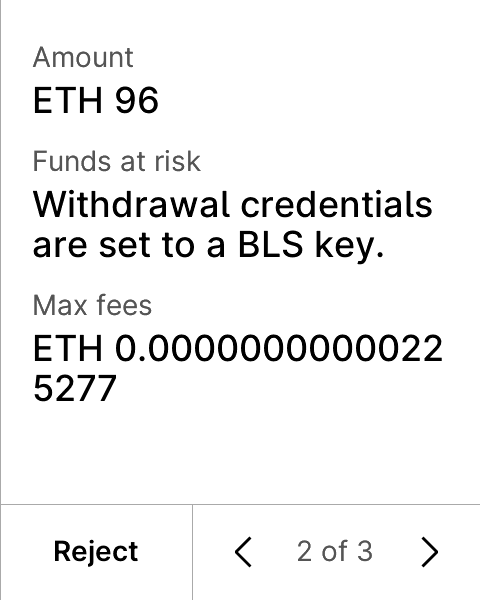 Amount
ETH 96
Funds at risk
Withdrawal credentials
are set to a BLS key.
Max fees
ETH 0.0000000000022
5277
Reject
2 of 3